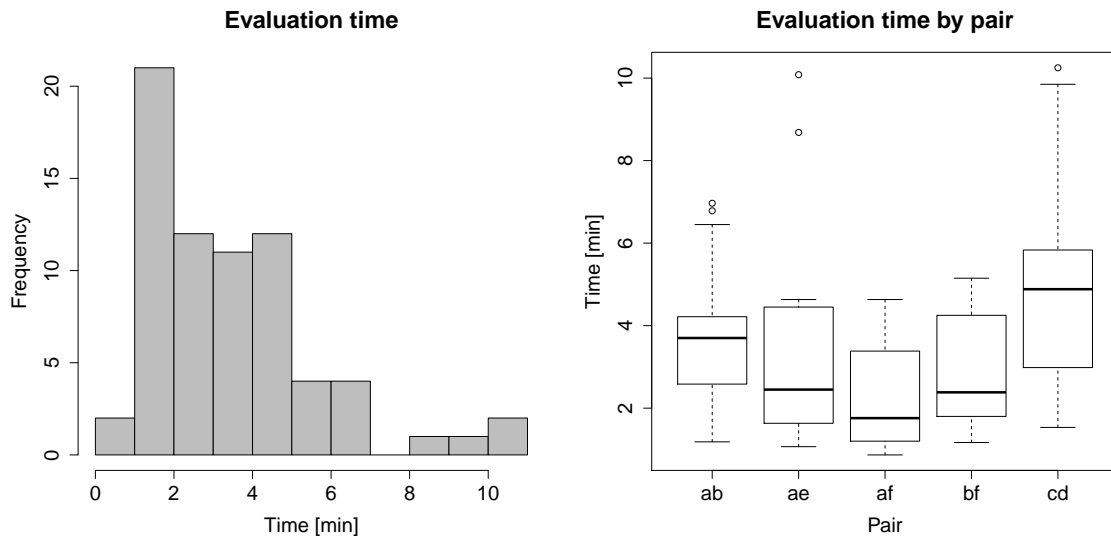 Evaluation time
Frequency
20
15
10
5
0
0 2 4 6 8 10
Time [min]
Evaluation time by pair
Time [min]
10
8
6
4
2
ab ae af bf cd
Pair